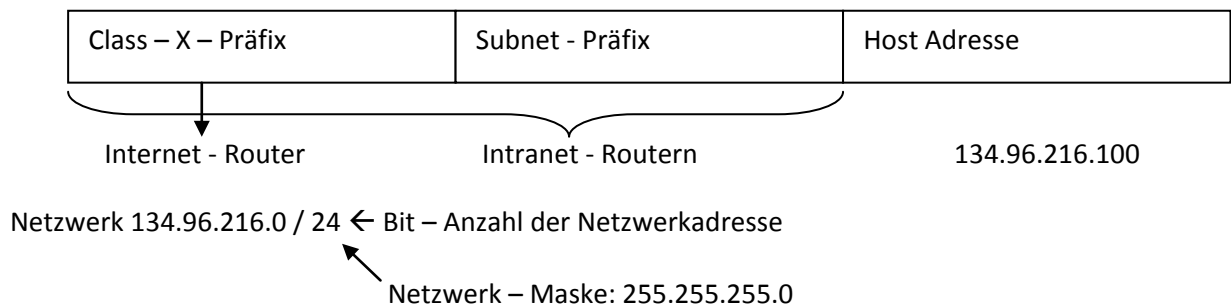 Class – X – Präfix Subnet - Präfix Host Adresse
Internet - Router Intranet - Routern 134.96.216.100
Netzwerk 134.96.216.0 / 24 ← Bit – Anzahl der Netzwerkadresse
Netzwerk – Maske: 255.255.255.0